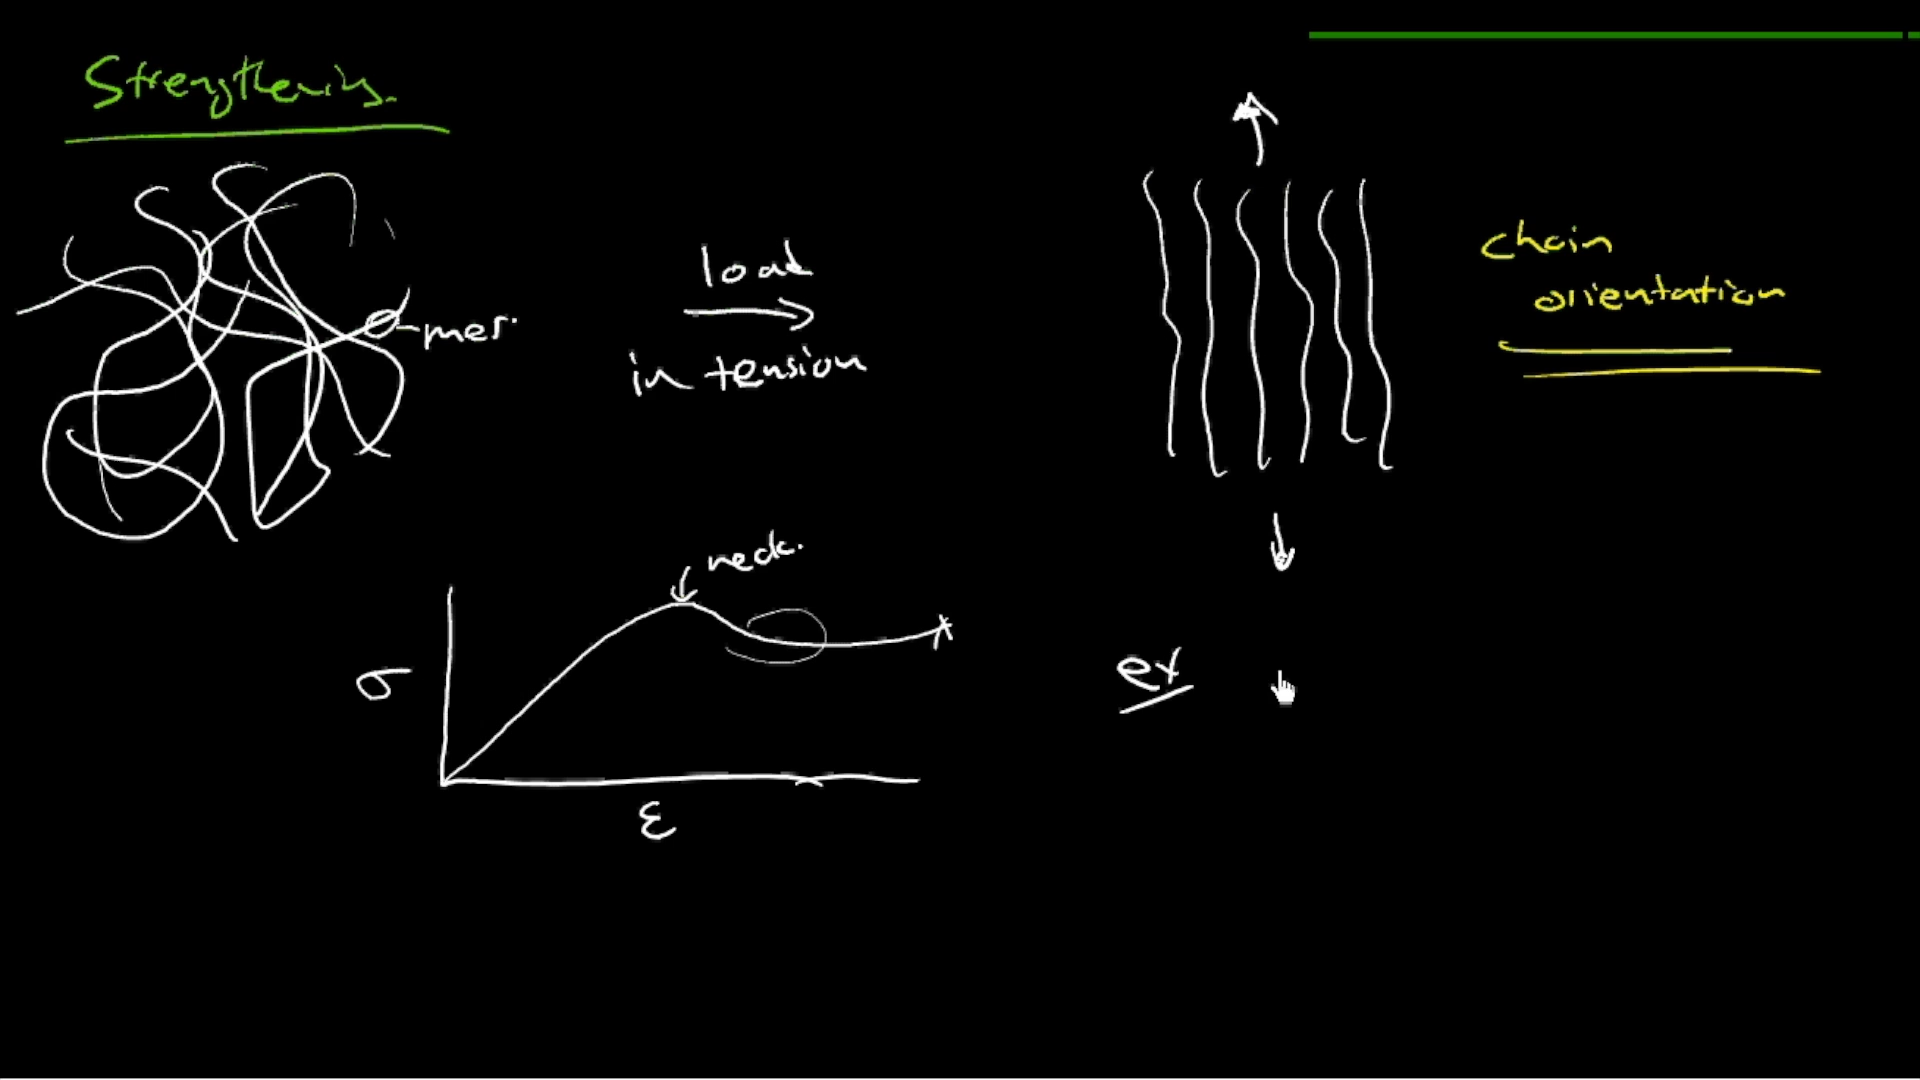 Strengthening.
mer.
load
in tension
chain
orientation
neck.
σ
ε
ex